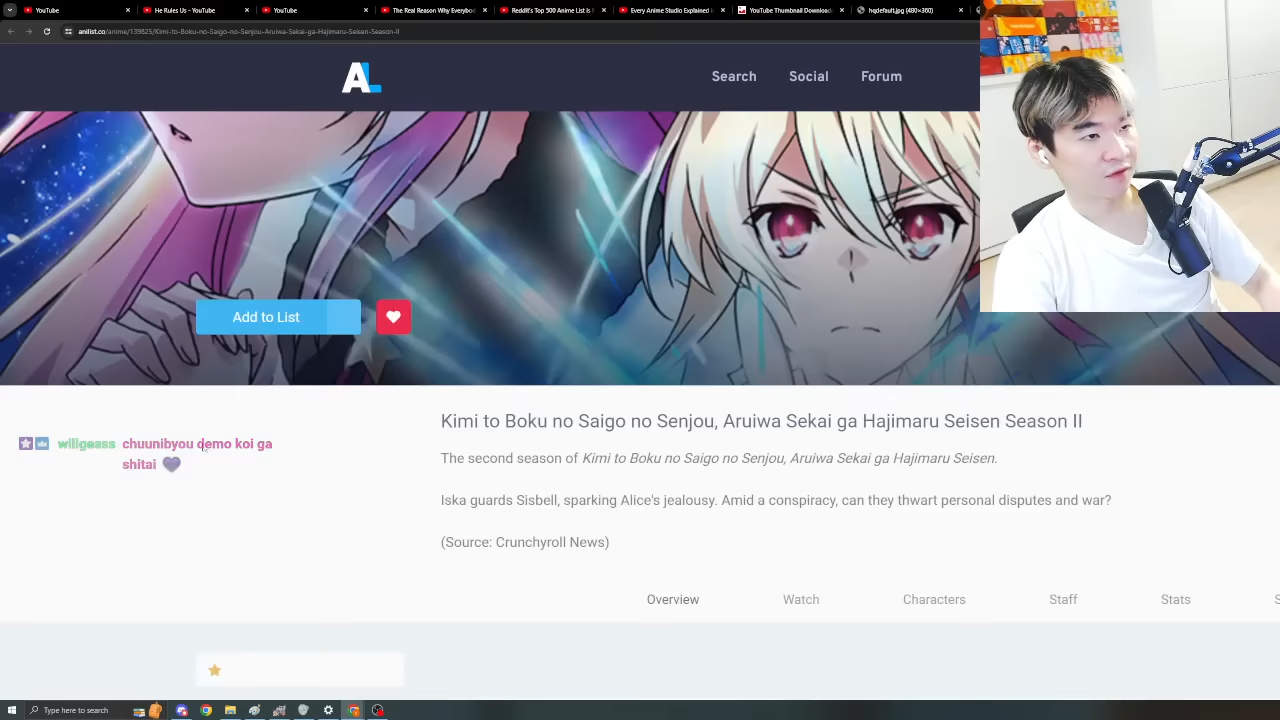 YouTube
He Rules Us - YouTube
YouTube
The Real Reason Why Everyboo
Reddit's Top 500 Anime List Is
Every Anime Studio Explained
YouTube Thumbnail Downloade
hqdefault.jpg (480×360)
anilist.co/anime/139825/Kimi-to-Boku-no-Saigo-no-Senjou-Aruiwa-Sekai-ga-Hajimaru-Seisen-Season-II
AL
Search
Social
Forum
Add to List
Kimi to Boku no Saigo no Senjou, Aruiwa Sekai ga Hajimaru Seisen Season II
willgeass chuunibyou demo koi ga
shitai
The second season of Kimi to Boku no Saigo no Senjou, Aruiwa Sekai ga Hajimaru Seisen.
Iska guards Sisbell, sparking Alice's jealousy. Amid a conspiracy, can they thwart personal disputes and war?
(Source: Crunchyroll News)
Overview
Watch
Characters
Staff
Stats
S
Type here to search